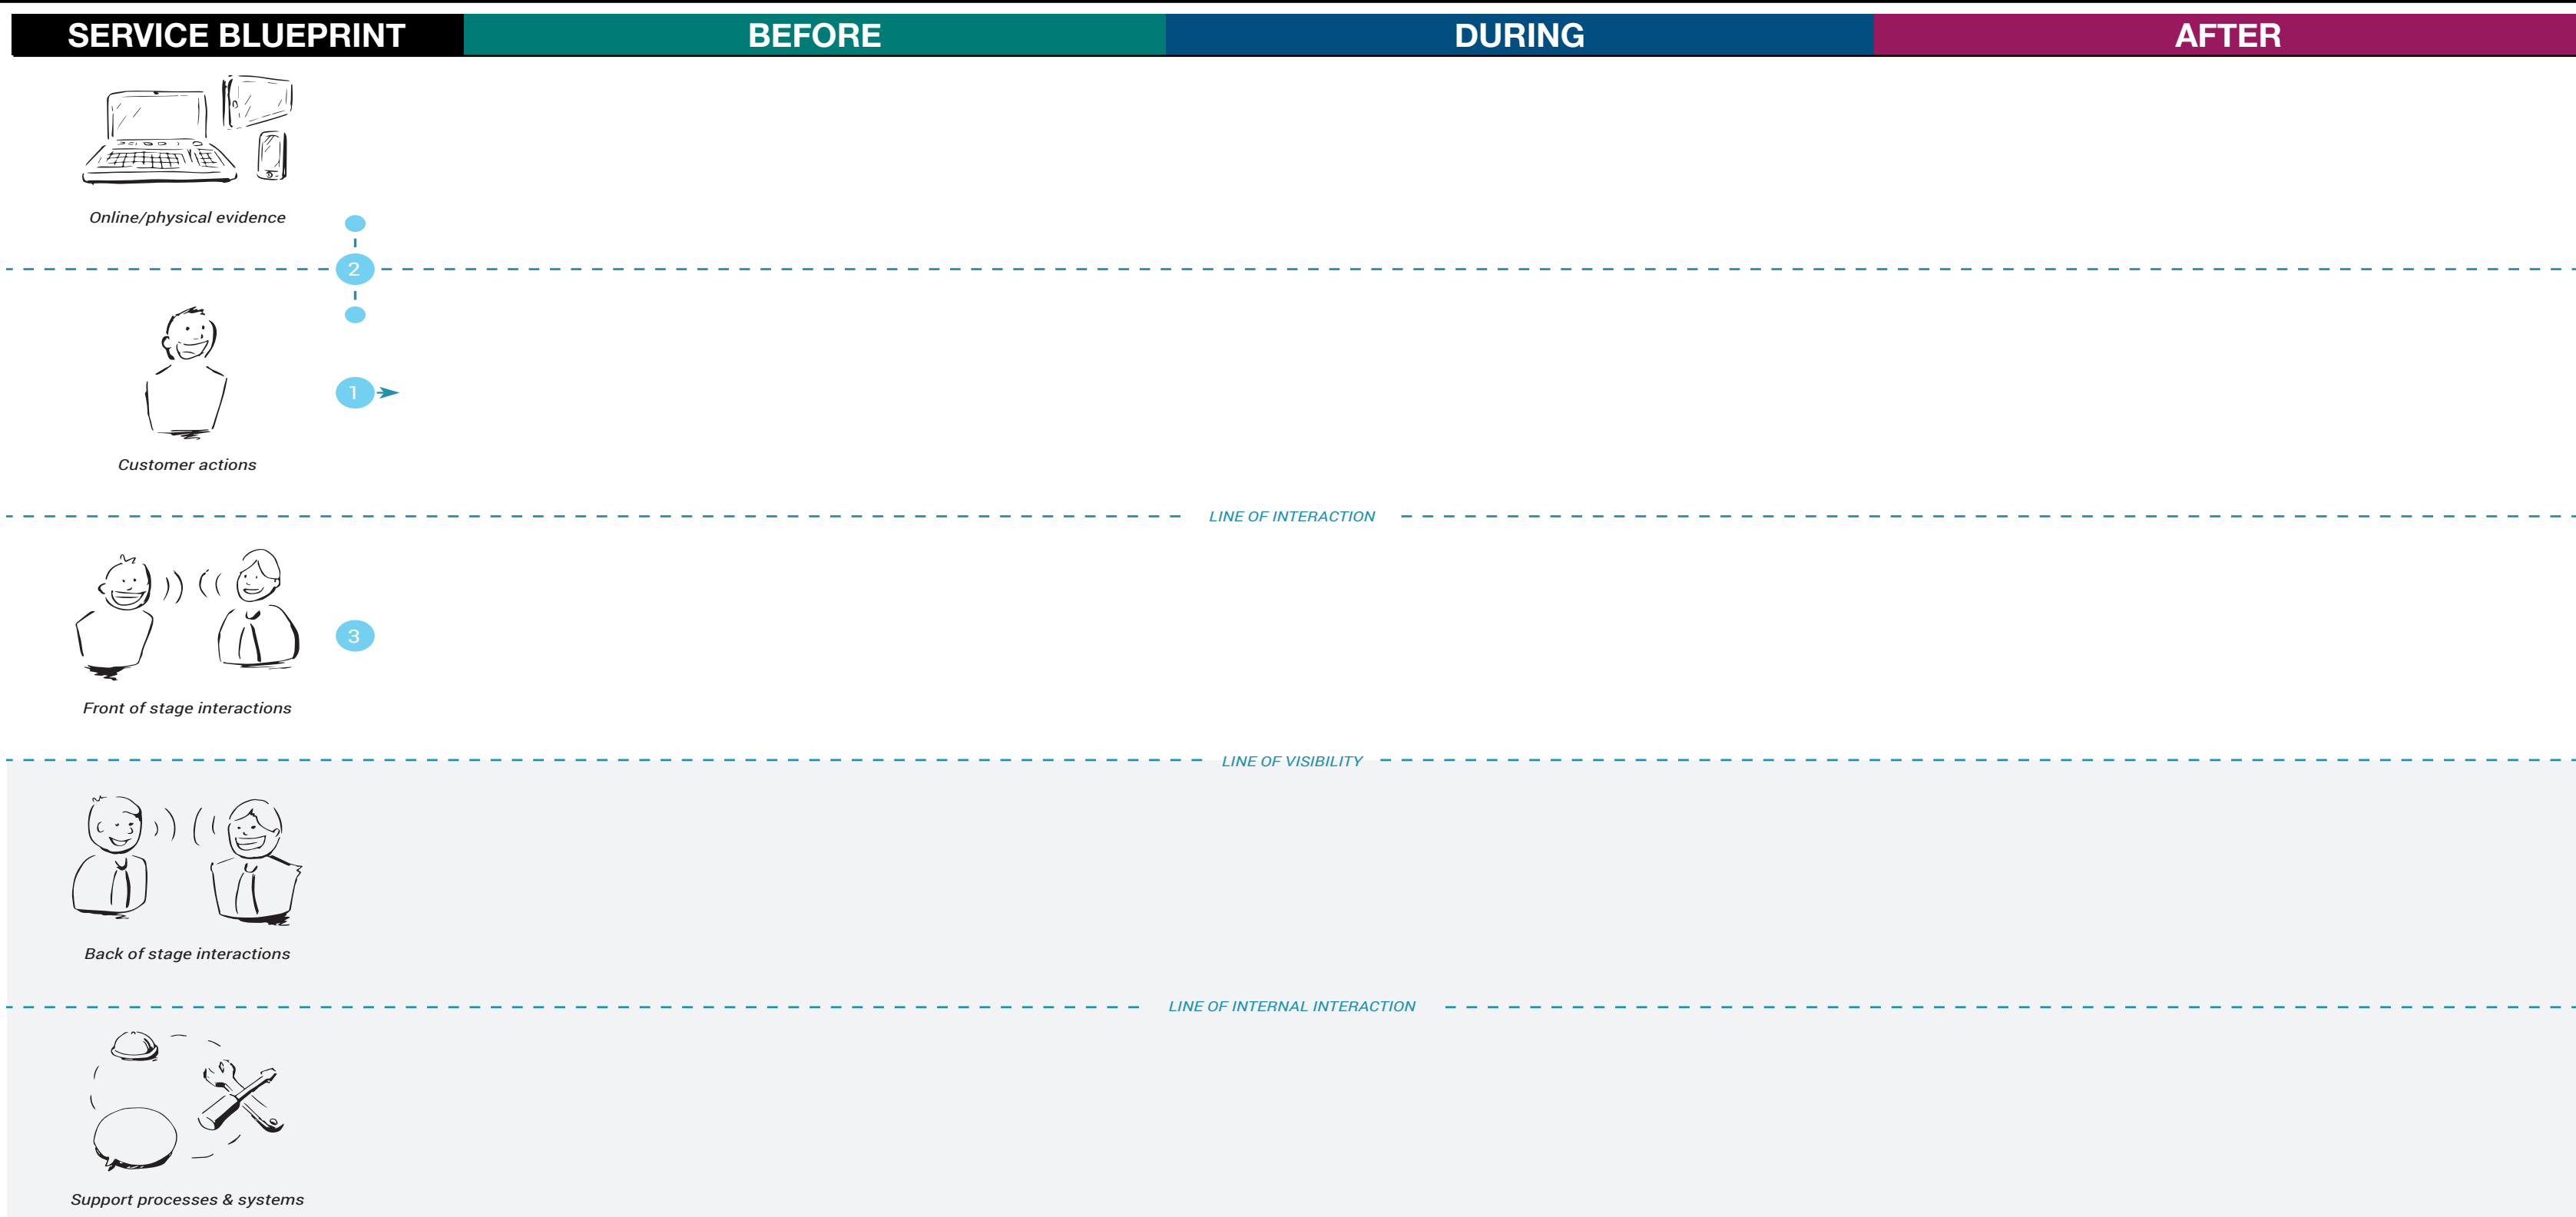 SERVICE BLUEPRINT
BEFORE
DURING
AFTER
Online/physical evidence
2
1
Customer actions
LINE OF INTERACTION
3
Front of stage interactions
LINE OF VISIBILITY
Back of stage interactions
LINE OF INTERNAL INTERACTION
Support processes & systems